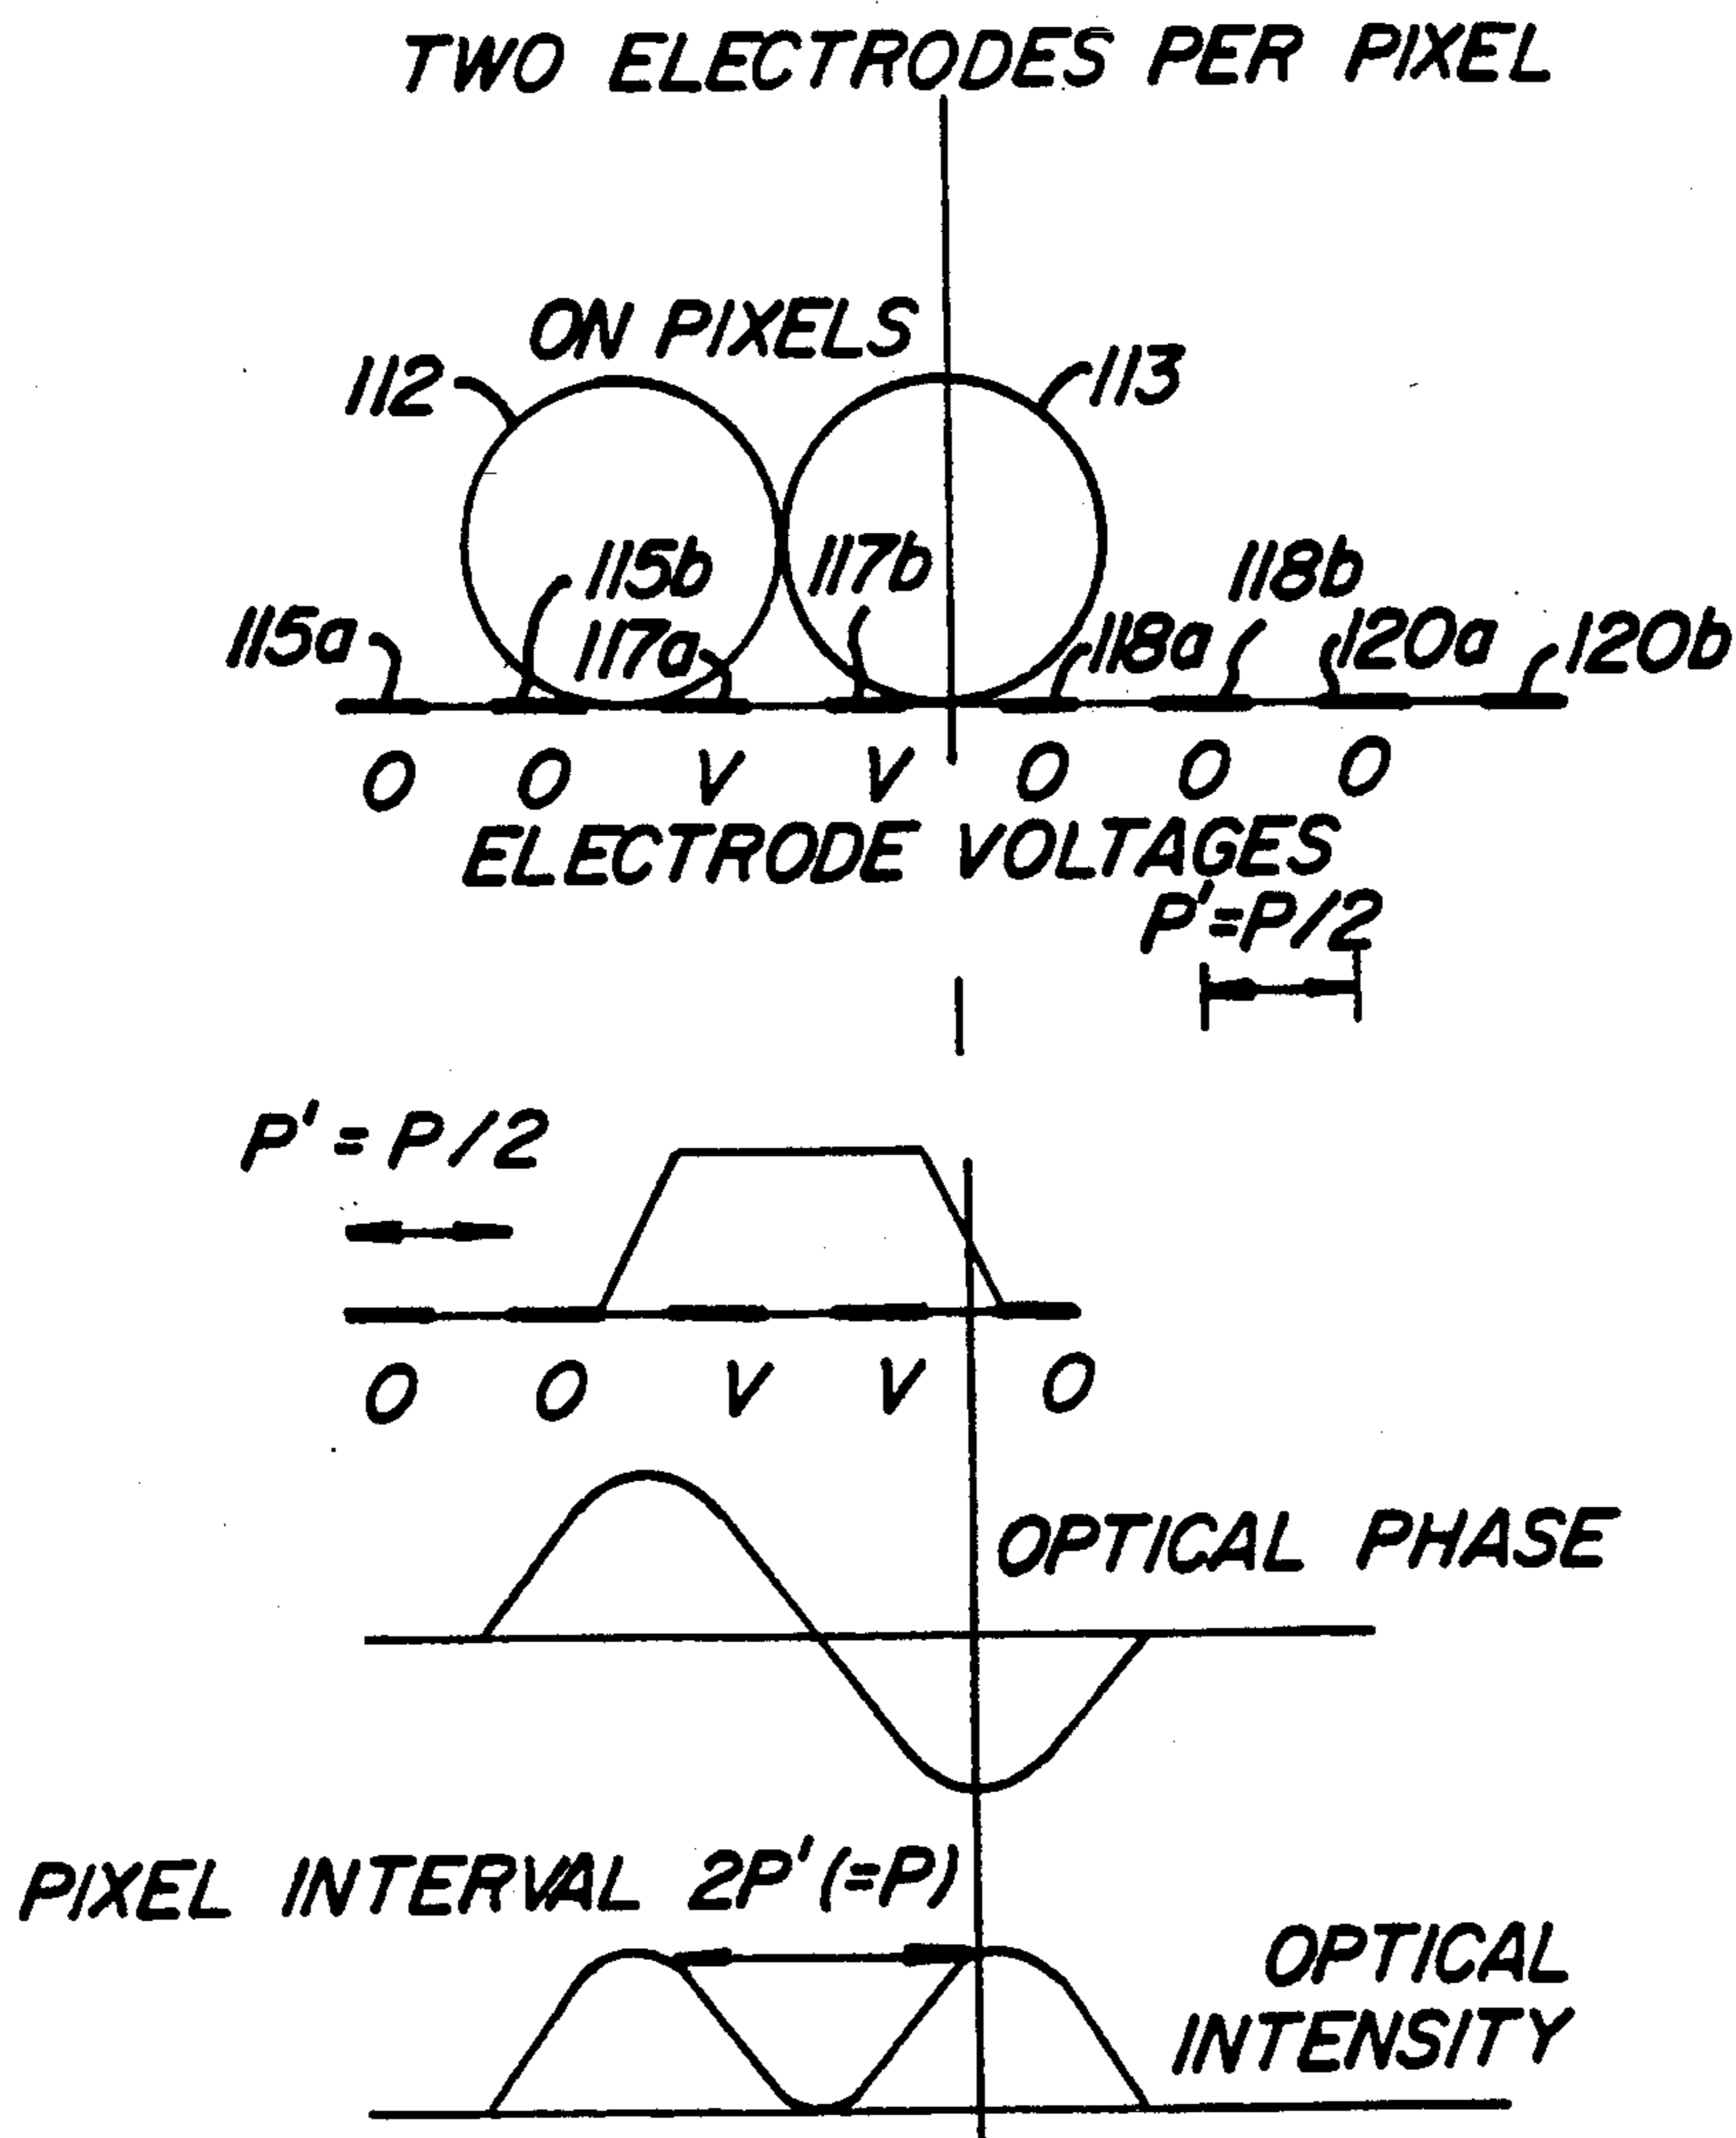 TWO ELECTRODES PER PIXEL
ON PIXELS
112
113
115b
117b
118b
115a
117a
118a
120a
120b
O O V V O O O
ELECTRODE VOLTAGES
P'=P/2
P'=P/2
O O V V O
OPTICAL PHASE
PIXEL INTERVAL 2P'(=P)
OPTICAL
INTENSITY